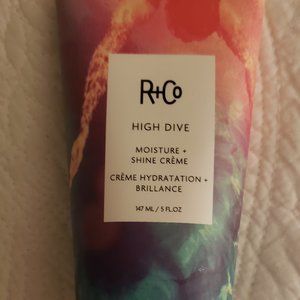 R+Co
HIGH DIVE
MOISTURE +
SHINE CRÈME
CRÈME HYDRATATION +
BRILLANCE
147 ML / 5 FL.OZ